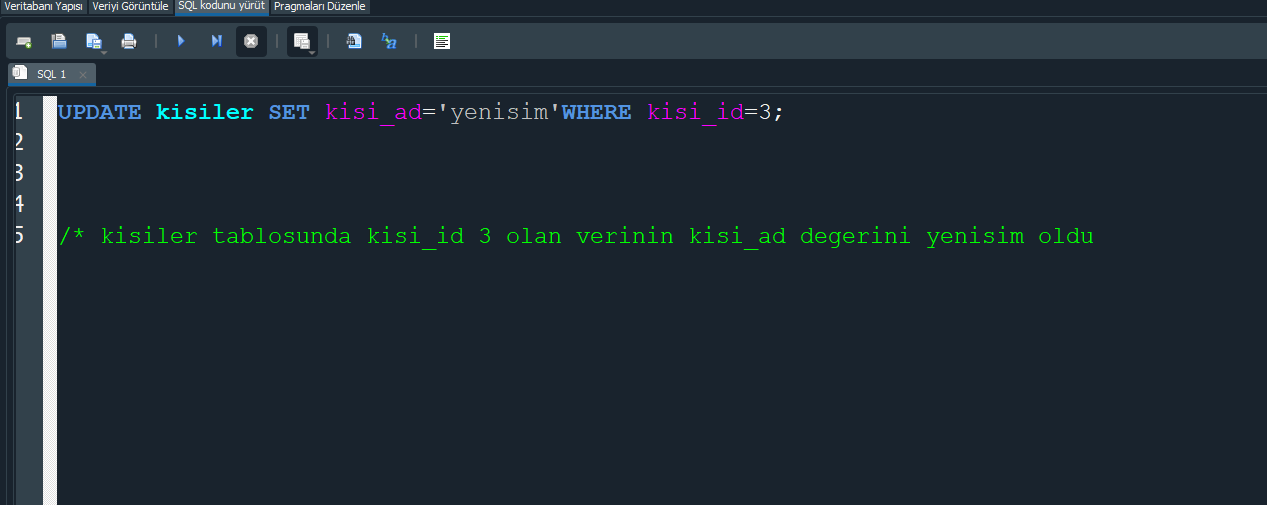 Veritabanı Yapısı Veriyi Görüntüle SQL kodunu yürüt Pragmaları Düzenle
SQL 1
1 UPDATE kisiler SET kisi_ad='yenisim'WHERE kisi_id=3;
2
3
4
5 /* kisiler tablosunda kisi_id 3 olan verinin kisi_ad degerini yenisim oldu